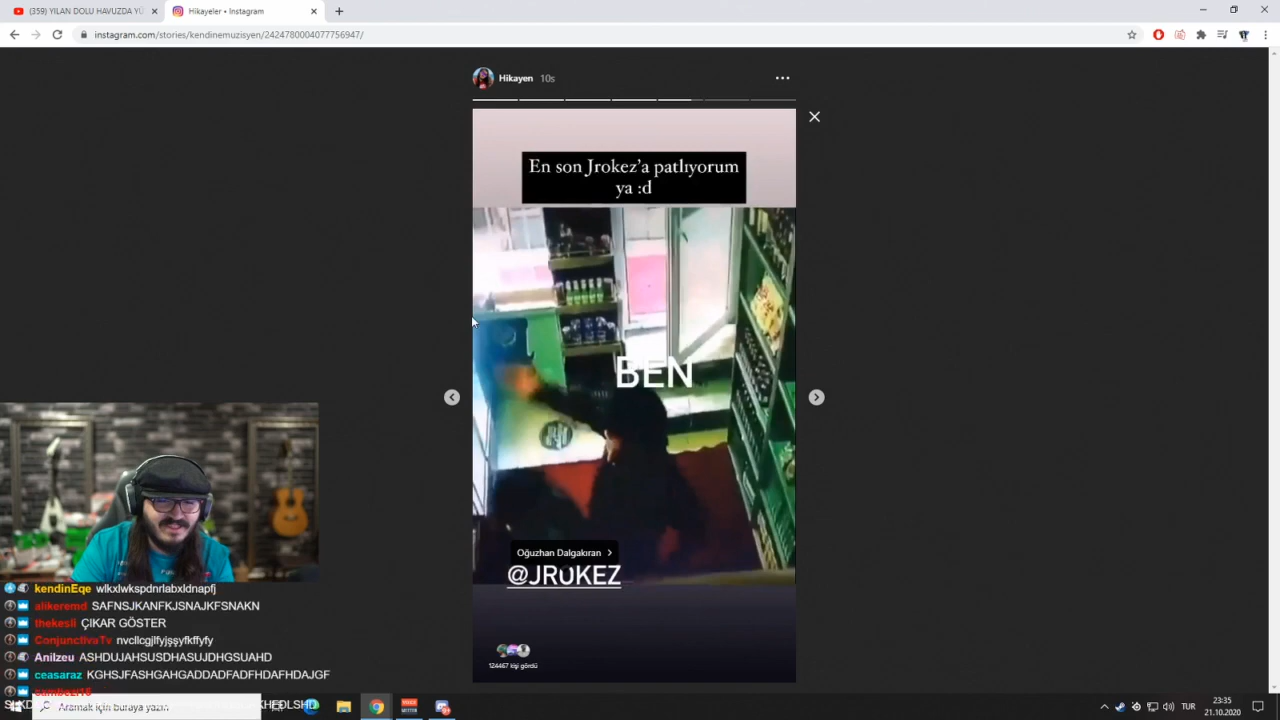 (359) YILAN DOLU HAVUZDA YÜ
Hikayeler • Instagram
instagram.com/stories/kendinemuzisyen/2424780004077756947/
Hikayen 10s
En son Jrokez’a patlıyorum
ya :d
BEN
Oğuzhan Dalgakıran
@JROKEZ
124467 kişi gördü
kendinEqe wlkxlwkspdnrlabxldnapfj
alikeremd SAFNSJKANFKJSNAJKFSNAKN
thekesli ÇIKAR GÖSTER
ConjunctivaTv nvcllcgjlfyjşşyfkffyfy
Anilzeu ASHDUJAHSUSDHASUJDHGSUAHD
ceasaraz KGHSJFASHGAHGADDADFADFHDAFHDAJGF
Aramak için buraya yazın
TUR
23:35
21.10.2020